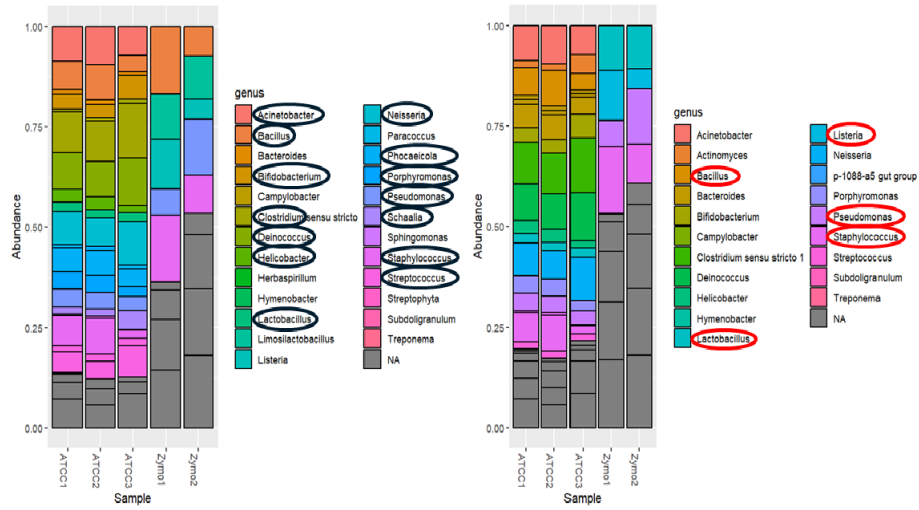 1.00
0.75
0.50
0.25
0.00
Abundance
ATCC1
ATCC2
ATCC3
Zymo1
Zymo2
Sample
genus
Acinetobacter
Bacillus
Bacteroides
Bifidobacterium
Campylobacter
Clostridium sensu stricto
Deinococcus
Helicobacter
Herbaspirillum
Hymenobacter
Lactobacillus
Limosilactobacillus
Listeria
Neisseria
Paracoccus
Phocaeicola
Porphyromonas
Pseudomonas
Schaalia
Sphingomonas
Staphylococcus
Streptococcus
Streptophyta
Subdoligranulum
Treponema
NA
1.00
0.75
0.50
0.25
0.00
Abundance
ATCC1
ATCC2
ATCC3
Zymo1
Zymo2
Sample
genus
Acinetobacter
Actinomyces
Bacillus
Bacteroides
Bifidobacterium
Campylobacter
Clostridium sensu stricto 1
Deinococcus
Helicobacter
Hymenobacter
Lactobacillus
Listeria
Neisseria
p-1088-a5 gut group
Porphyromonas
Pseudomonas
Staphylococcus
Streptococcus
Subdoligranulum
Treponema
NA